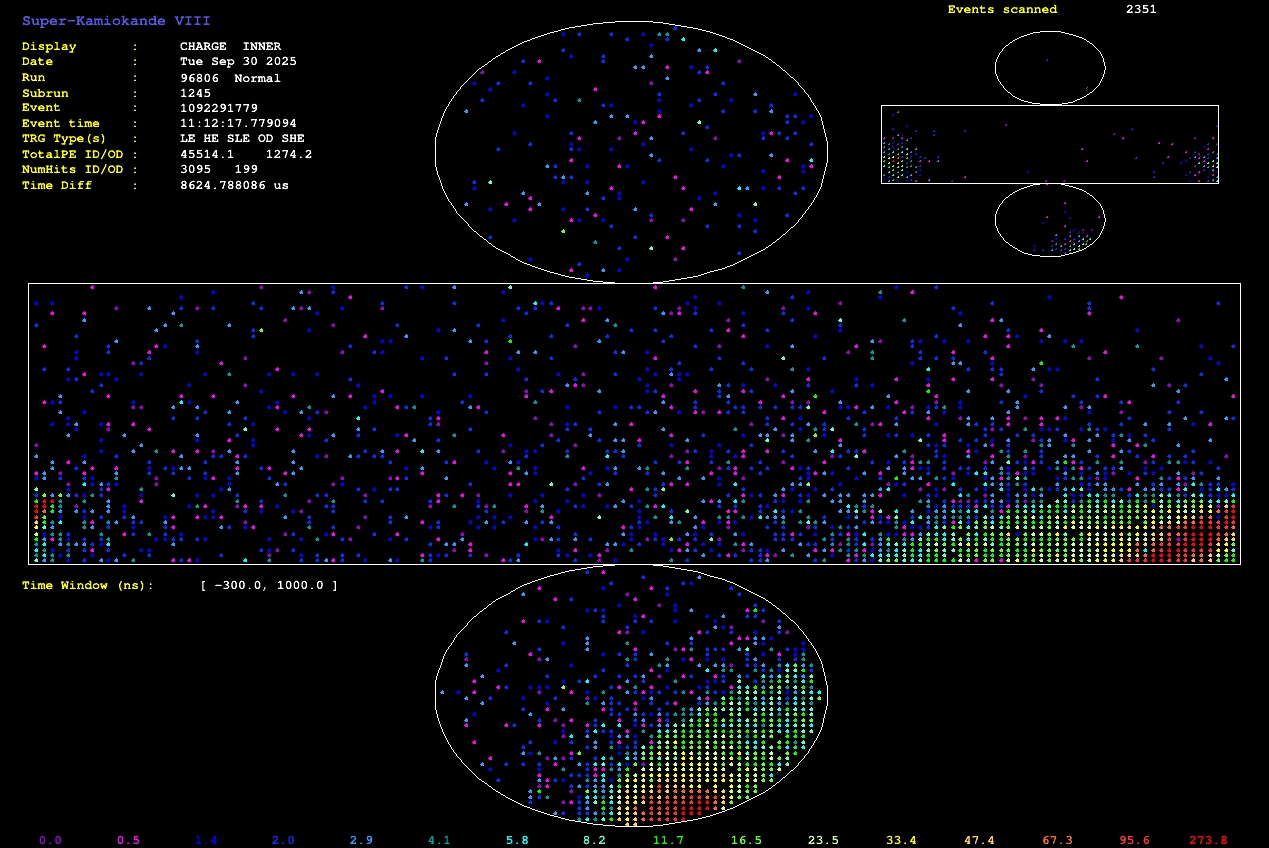 Super-Kamiokande VIII
Events scanned 2351
Display : CHARGE INNER
Date : Tue Sep 30 2025
Run : 96806 Normal
Subrun : 1245
Event : 1092291779
Event time : 11:12:17.779094
TRG Type(s) : LE HE SLE OD SHE
TotalPE ID/OD : 45514.1 1274.2
NumHits ID/OD : 3095 199
Time Diff : 8624.788086 us
Time Window (ns): [ -300.0, 1000.0 ]
0.0 0.5 1.4 2.0 2.9 4.1 5.8 8.2 11.7 16.5 23.5 33.4 47.4 67.3 95.6 273.8